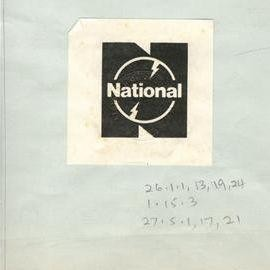 National
26.1.1, 13, 19, 24
1.15.3
27.5.1, 17, 21